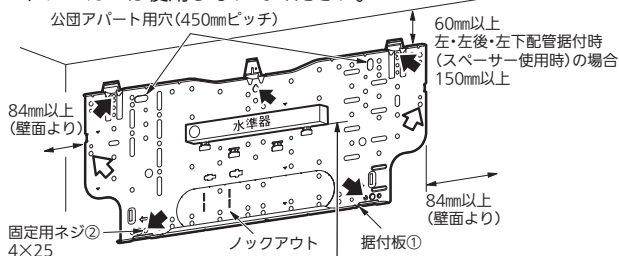 公団アパート用穴(450㎜ピッチ)
60㎜以上
左・左後・左下配管据付時
(スペーサー使用時)の場合
150㎜以上
84㎜以上
(壁面より)
水準器
84㎜以上
(壁面より)
固定用ネジ②
4×25
ノックアウト
据付板①